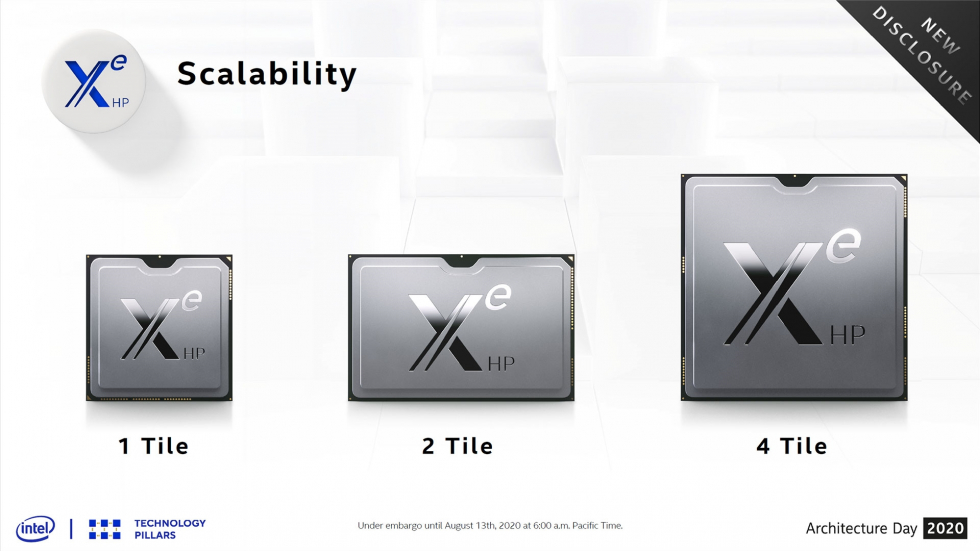 Xe HP
Scalability
NEW
DISCLOSURE
Xe HP
Xe HP
Xe HP
1 Tile
2 Tile
4 Tile
intel
TECHNOLOGY
PILLARS
Under embargo until August 13th, 2020 at 6:00 a.m. Pacific Time.
Architecture Day 2020